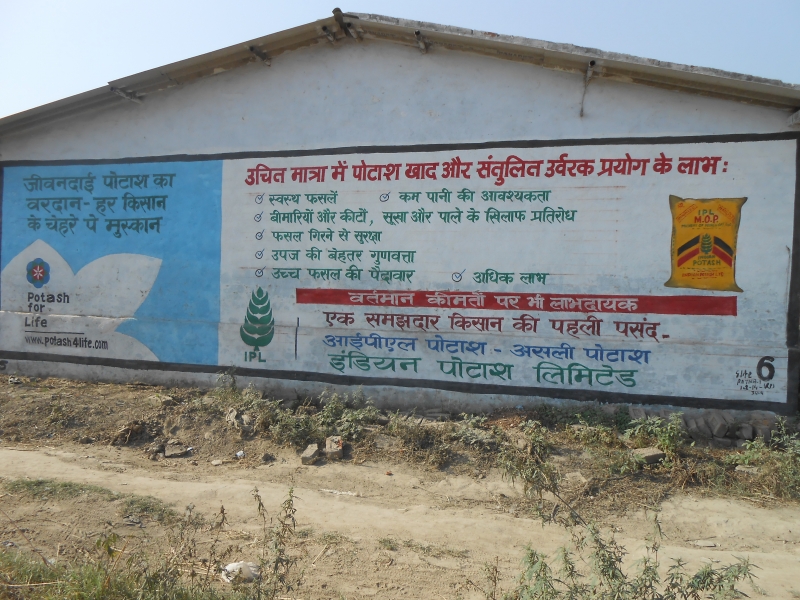 जीवनदाई पोटाश का
वरदान - हर किसान
के चेहरे पे मुस्कान
Potash
for
Life
www.potash4life.com
उचित मात्रा में पोटाश खाद और संतुलित उर्वरक प्रयोग के लाभ :
स्वस्थ फसलें
कम पानी की आवश्यकता
बीमारियों और कीटों, सूखा और पाले के खिलाफ प्रतिरोध
फसल गिरने से सुरक्षा
उपज की बेहतर गुणवत्ता
उच्च फसल की पैदावार
अधिक लाभ
वर्तमान कीमतों पर भी लाभदायक
एक समझदार किसान की पहली पसंद -
आईपीएल पोटाश - असली पोटाश
इंडियन पोटाश लिमिटेड
IPL
IPL
M.O.P.
POTASH
6